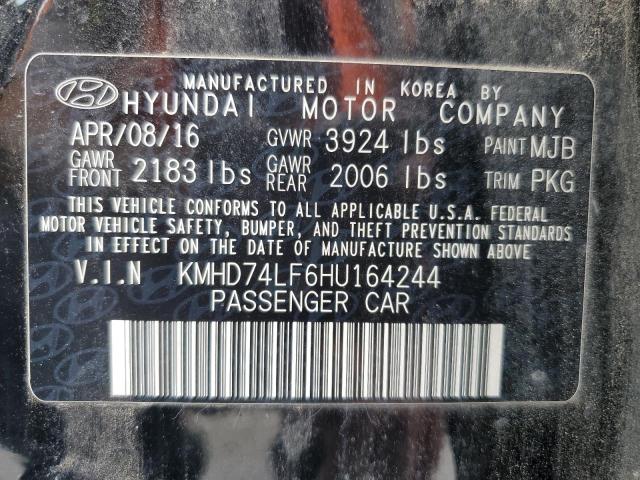 MANUFACTURED IN KOREA BY
HYUNDAI MOTOR COMPANY
APR/08/16 GVWR 3924 lbs PAINT MJB
GAWR FRONT 2183 lbs GAWR REAR 2006 lbs TRIM PKG
THIS VEHICLE CONFORMS TO ALL APPLICABLE U.S.A. FEDERAL
MOTOR VEHICLE SAFETY, BUMPER, AND THEFT PREVENTION STANDARDS
IN EFFECT ON THE DATE OF MANUFACTURE SHOWN ABOVE.
V.I.N KMHD74LF6HU164244
PASSENGER CAR